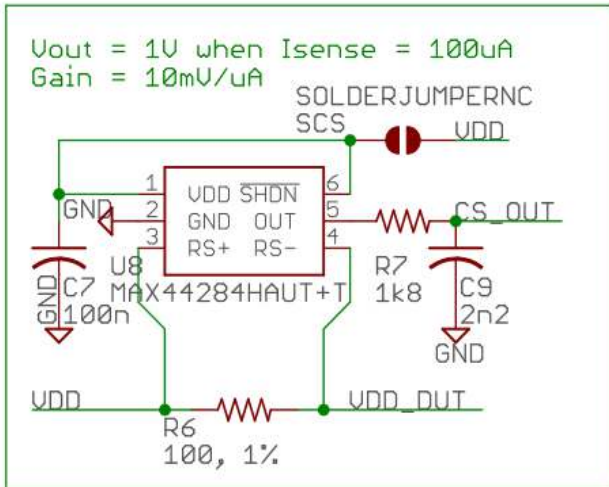 Vout = 1V when Isense = 100uA
Gain = 10mV/uA
SOLDERJUMPERNC
SCS VDD
1 VDD SHDN 6
GND 2 GND OUT 5 CS_OUT
3 RS+ RS- 4
U8 R7
MAX44284HAUT+T 1k8
GND C7 C9
100n 2n2
GND
VDD VDD_DUT
R6
100, 1%